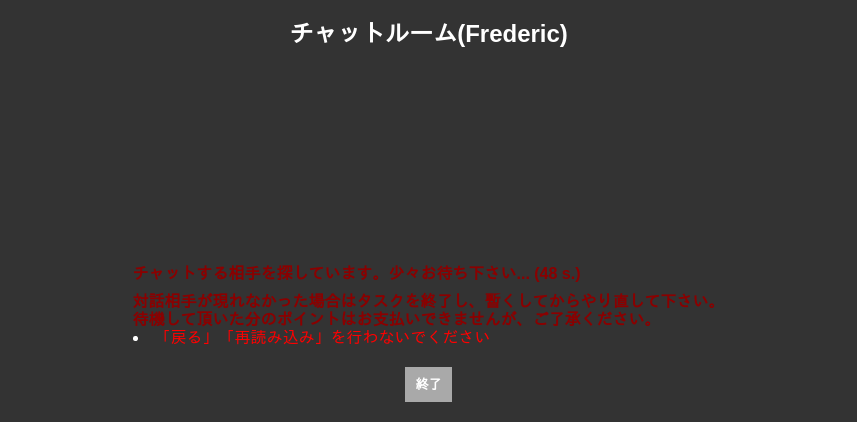 チャットルーム(Frederic)
チャットする相手を探しています。少々お待ち下さい... (48 s.)
対話相手が現れなかった場合はタスクを終了し、暫くしてからやり直して下さい。
待機して頂いた分のポイントはお支払いできませんが、ご了承ください。
• 「戻る」「再読み込み」を行わないでください
終了